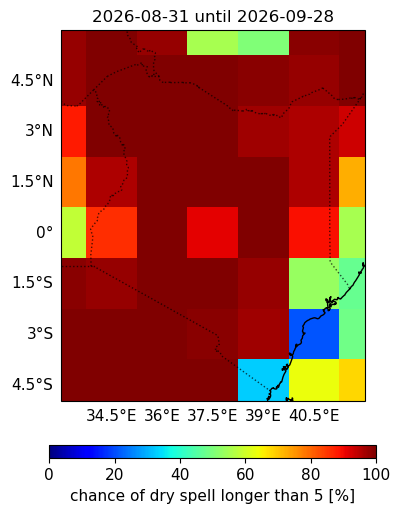 2026-08-31 until 2026-09-28
4.5°N
3°N
1.5°N
0°
1.5°S
3°S
4.5°S
34.5°E 36°E 37.5°E 39°E 40.5°E
0 20 40 60 80 100
chance of dry spell longer than 5 [%]